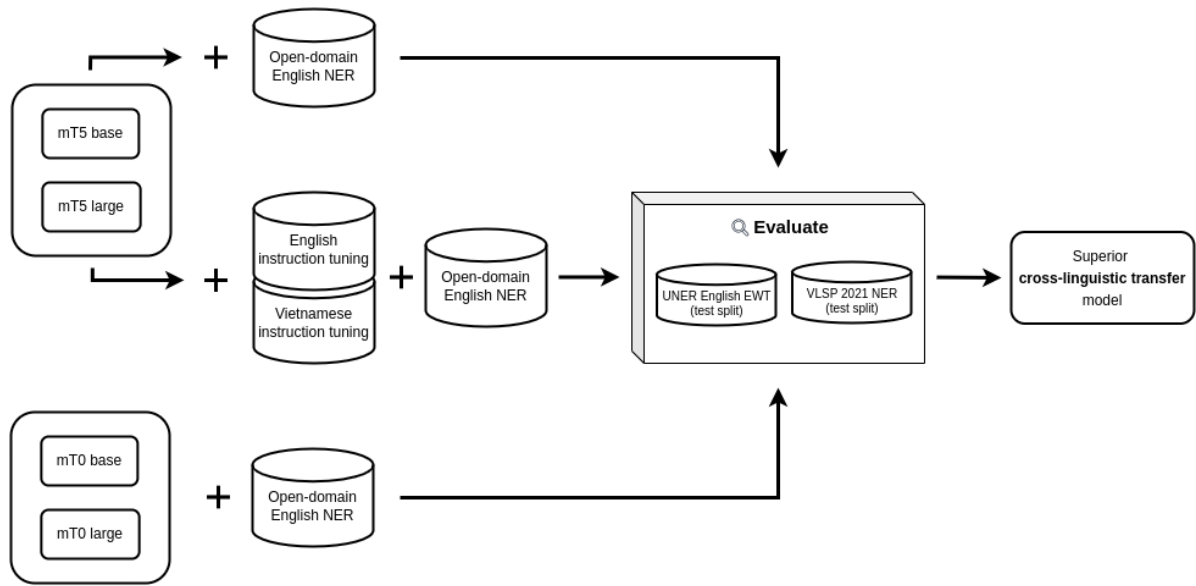 Open-domain
English NER
mT5 base
mT5 large
English
instruction tuning
Vietnamese
instruction tuning
Open-domain
English NER
Evaluate
UNER English EWT
(test split)
VLSP 2021 NER
(test split)
Superior
cross-linguistic transfer
model
mT0 base
mT0 large
Open-domain
English NER